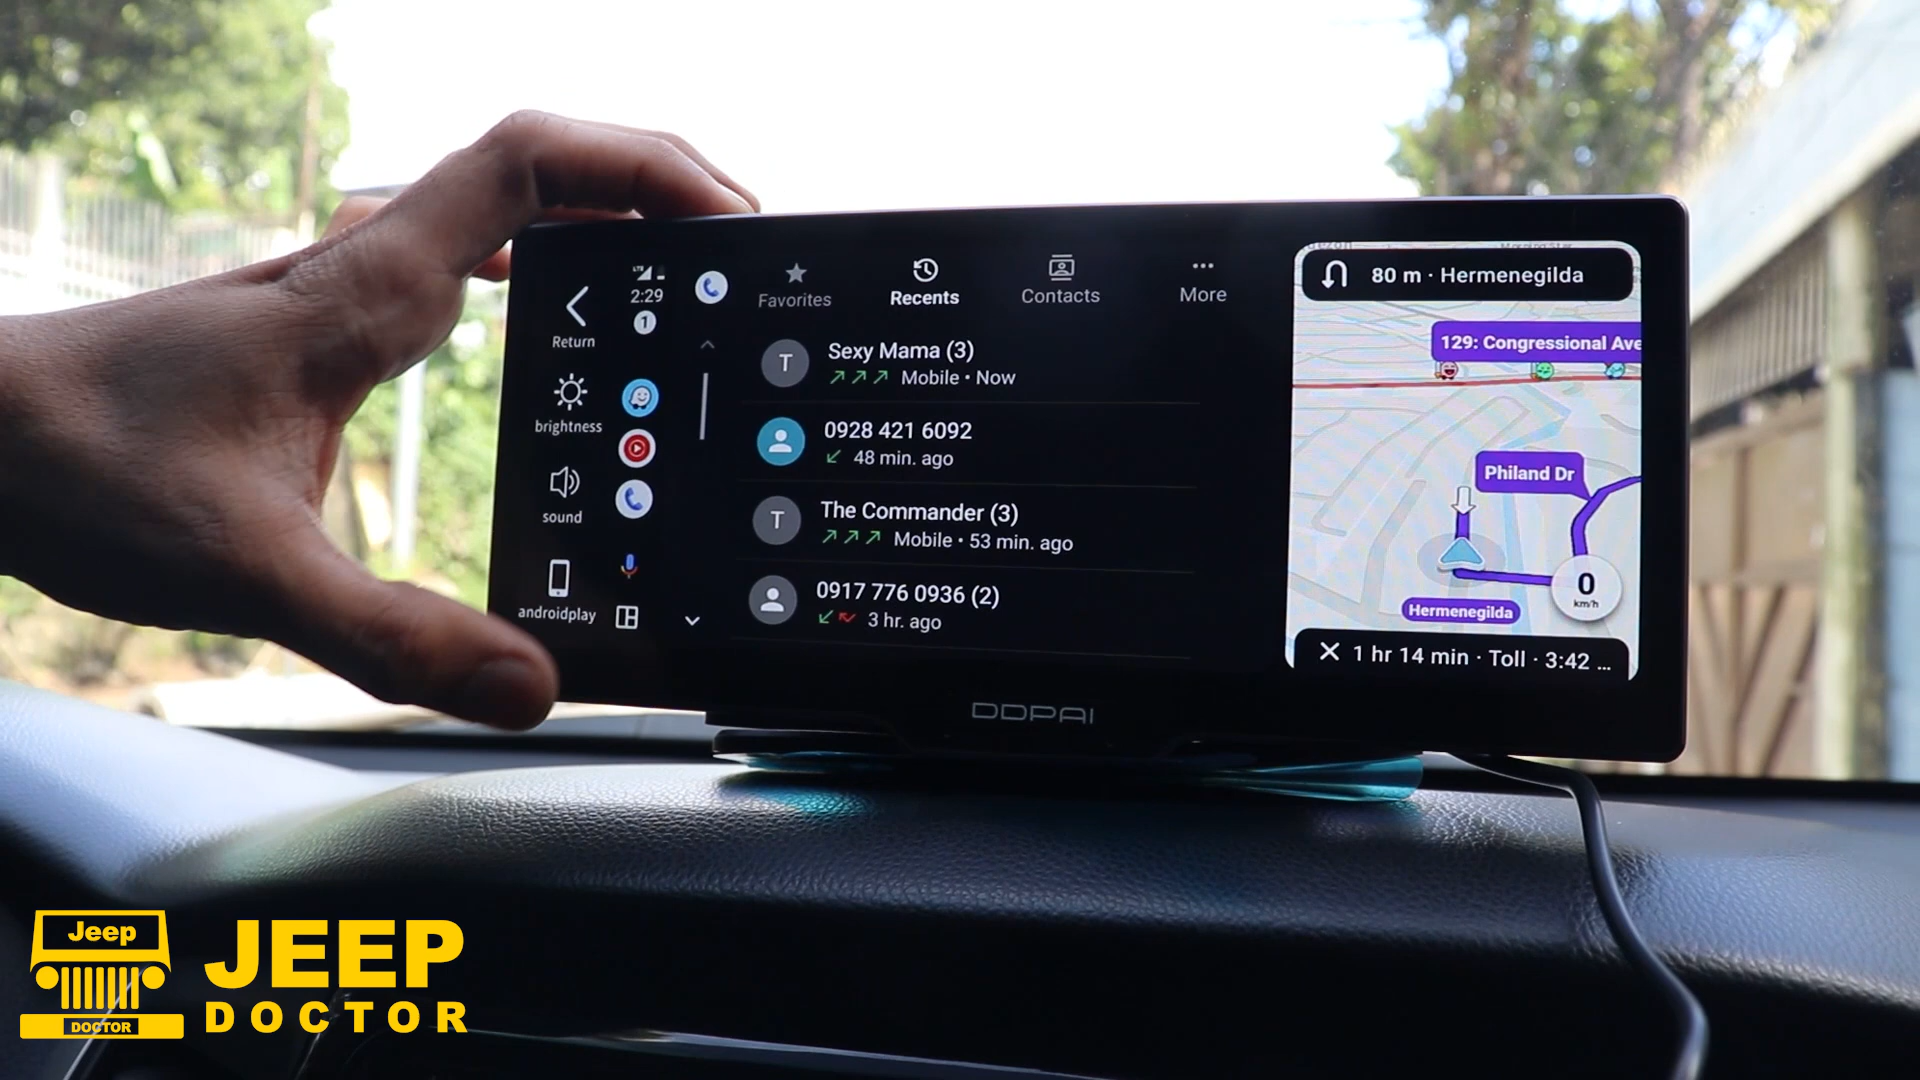 Return
brightness
sound
androidplay
LTE
2:29
1
Favorites
Recents
Contacts
More
T
Sexy Mama (3)
Mobile • Now
0928 421 6092
48 min. ago
T
The Commander (3)
Mobile • 53 min. ago
0917 776 0936 (2)
3 hr. ago
Morning Star
80 m · Hermenegilda
129: Congressional Ave
Philand Dr
0
km/h
Hermenegilda
1 hr 14 min · Toll · 3:42 ...
DDPAI
Jeep
DOCTOR
JEEP
DOCTOR